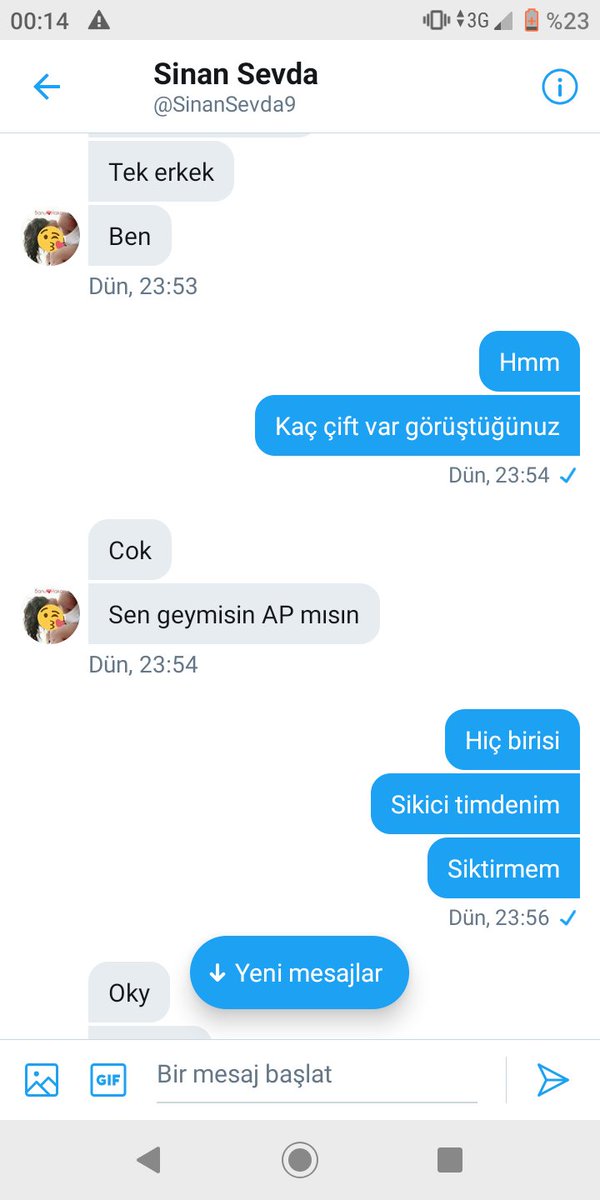 00:14
3G
%23
Sinan Sevda
@SinanSevda9
Tek erkek
Ben
Dün, 23:53
Hmm
Kaç çift var görüştüğünuz
Dün, 23:54
Cok
Sen geymisin AP mısın
Dün, 23:54
Hiç birisi
Sikici timdenim
Siktirmem
Dün, 23:56
Yeni mesajlar
Oky
GIF
Bir mesaj başlat